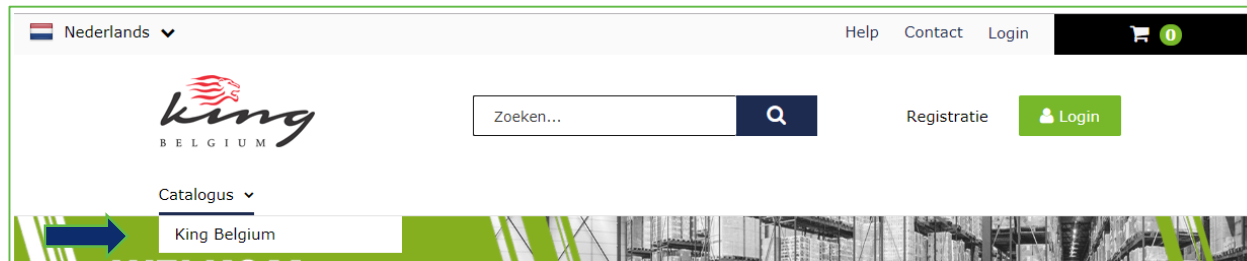 Nederlands
Help Contact Login 0
king
BELGIUM
Zoeken...
Registratie Login
Catalogus
King Belgium